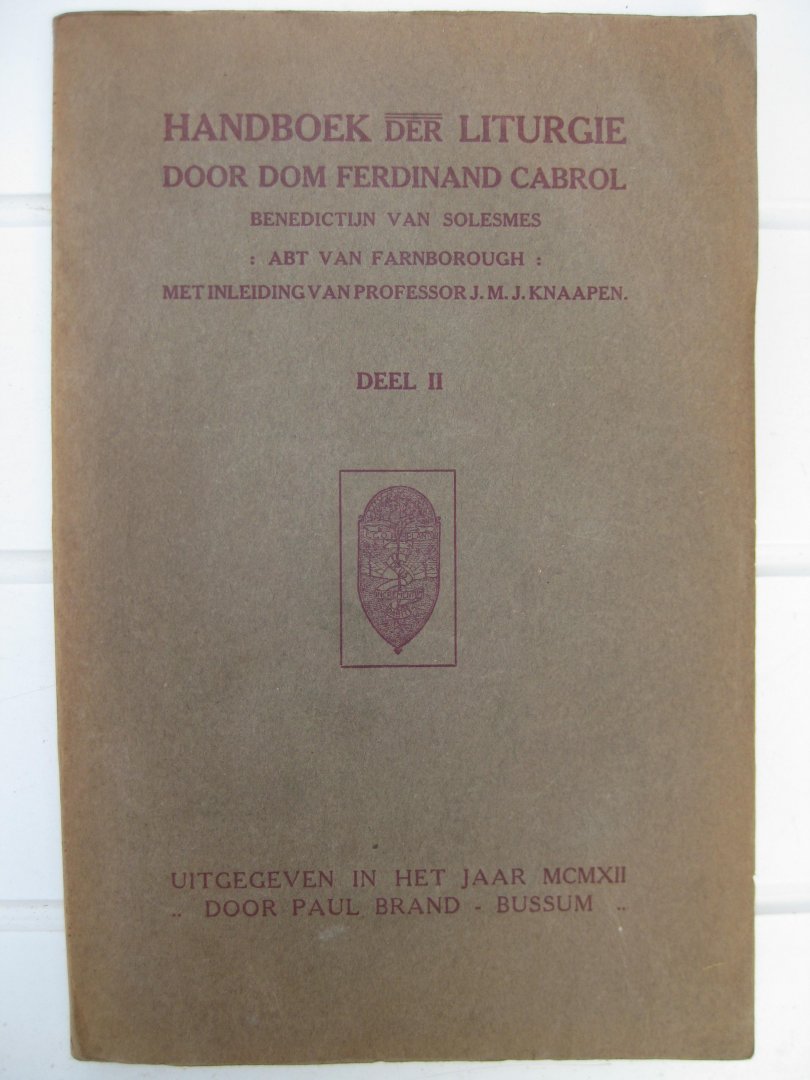 HANDBOEK DER LITURGIE
DOOR DOM FERDINAND CABROL
BENEDICTIJN VAN SOLESMES
: ABT VAN FARNBOROUGH :
MET INLEIDING VAN PROFESSOR J. M. J. KNAAPEN.
DEEL II
UITGEGEVEN IN HET JAAR MCMXII
.. DOOR PAUL BRAND - BUSSUM ..